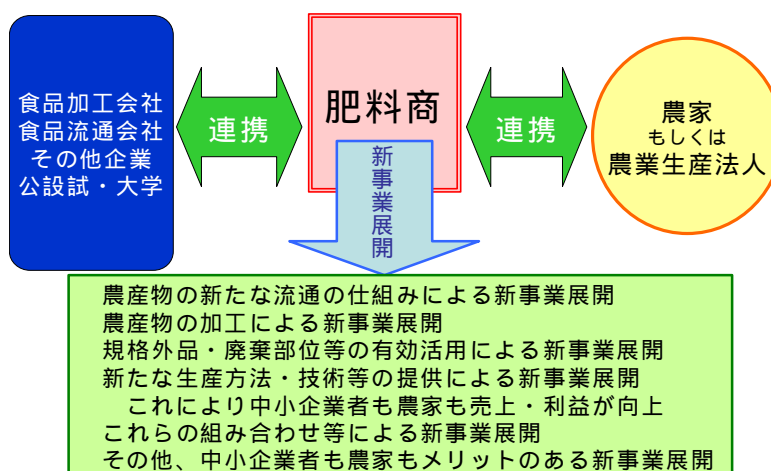 食品加工会社
食品流通会社
その他企業
公設試・大学
連携
肥料商
連携
農家
もしくは
農業生産法人
新事業展開
農産物の新たな流通の仕組みによる新事業展開
農産物の加工による新事業展開
規格外品・廃棄部位等の有効活用による新事業展開
新たな生産方法・技術等の提供による新事業展開
これにより中小企業者も農家も売上・利益が向上
これらの組み合わせ等による新事業展開
その他、中小企業者も農家もメリットのある新事業展開